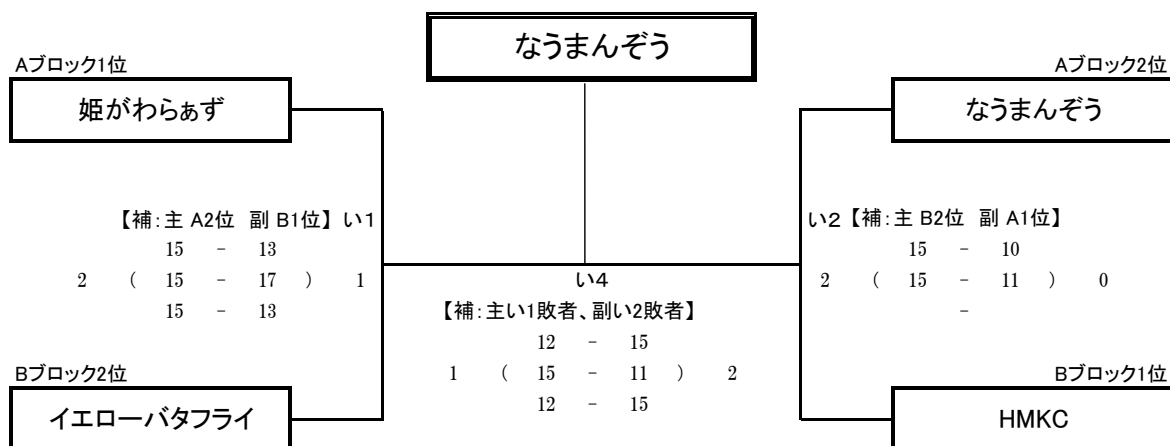 なうまんぞう
Aブロック1位
Aブロック2位
姫がわらぁず
なうまんぞう
【補:主 A2位 副 B1位】 い1
15 - 13
2 ( 15 - 17 ) 1
15 - 13
い2 【補:主 B2位 副 A1位】
15 - 10
2 ( 15 - 11 ) 0
-
い4
【補:主い1敗者、副い2敗者】
12 - 15
1 ( 15 - 11 ) 2
12 - 15
Bブロック2位
Bブロック1位
イエローバタフライ
HMKC